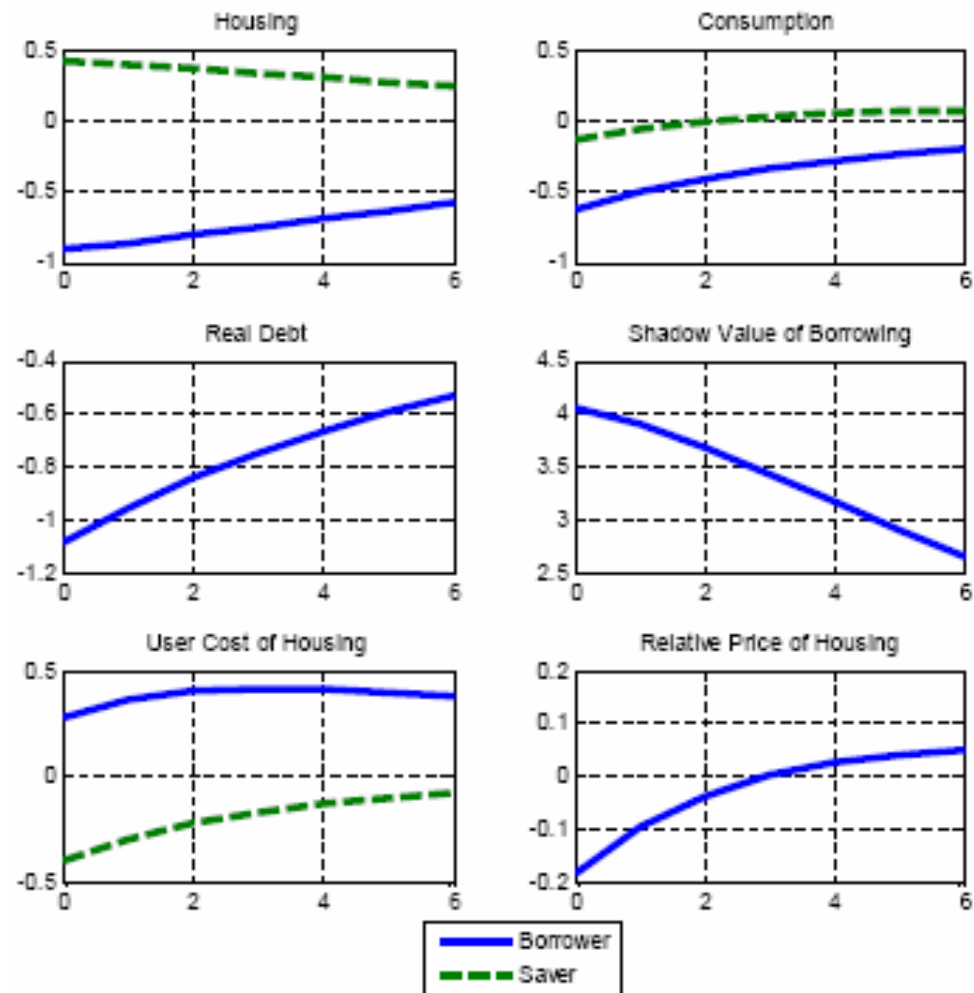 Housing
Consumption
0.5
0
-0.5
-1
0 2 4 6
0.5
0
-0.5
-1
0 2 4 6
Real Debt
Shadow Value of Borrowing
-0.4
-0.6
-0.8
-1
-1.2
0 2 4 6
4.5
4
3.5
3
2.5
0 2 4 6
User Cost of Housing
Relative Price of Housing
0.5
0
-0.5
0 2 4 6
0.2
0.1
0
-0.1
-0.2
0 2 4 6
Borrower
Saver